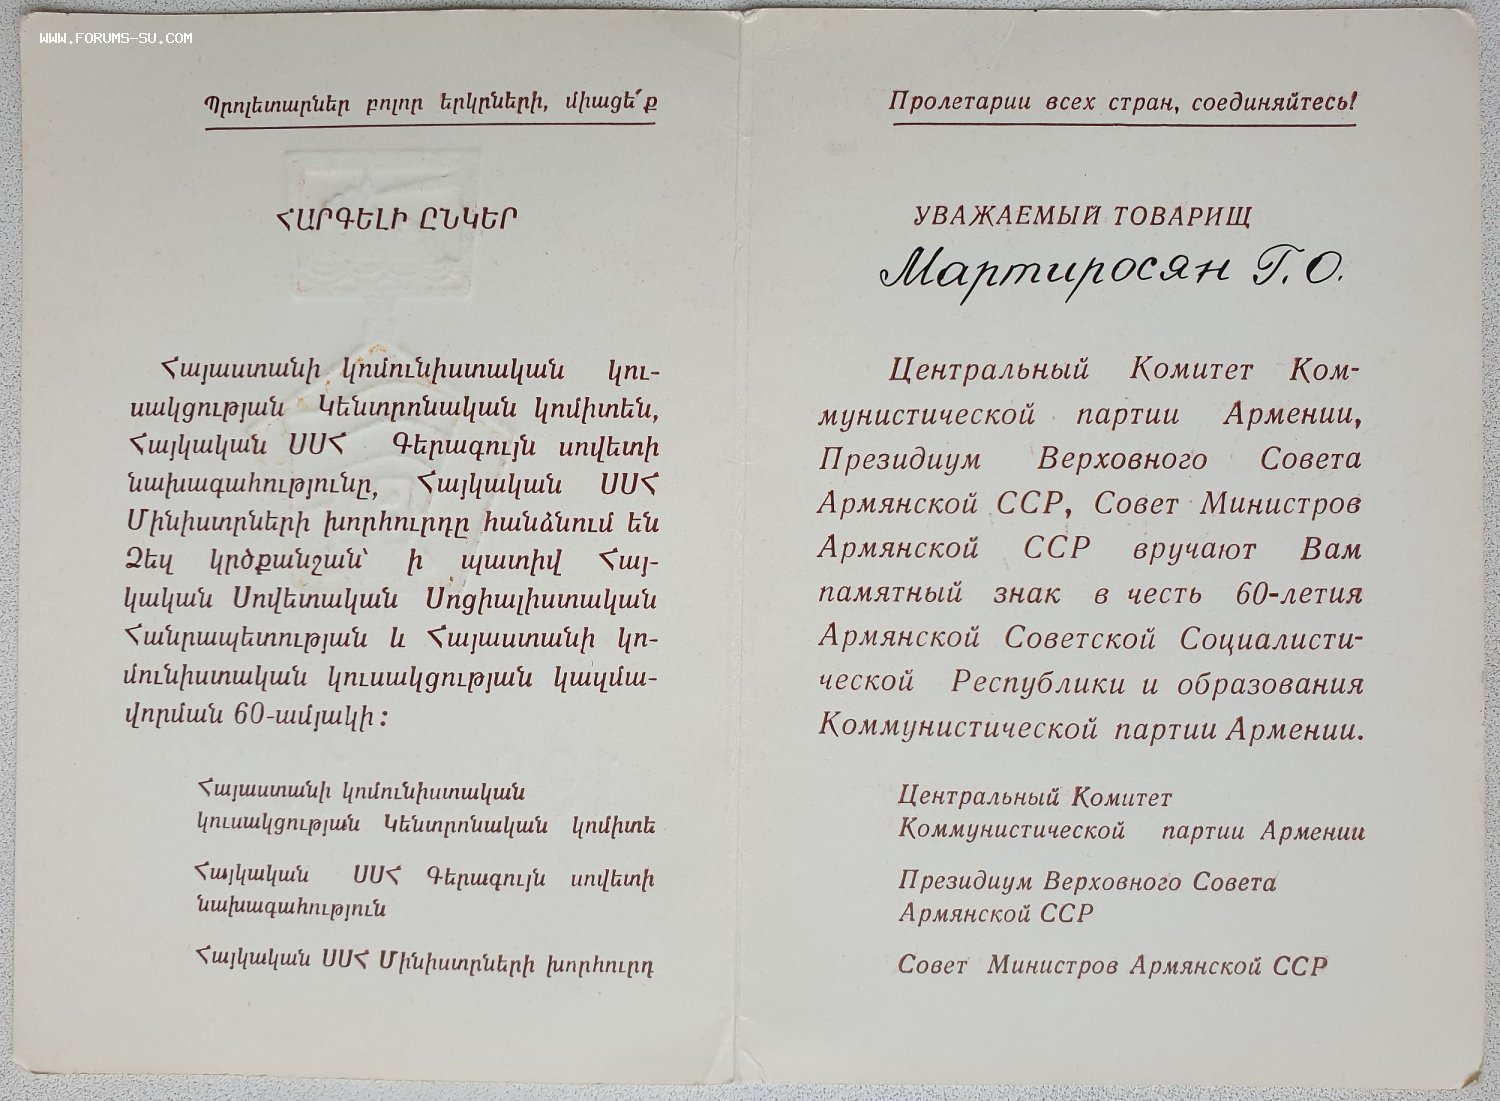 WWW.FORUMS-SU.COM
Պրոլետարներ բոլոր երկրների, միացե՛ք
ՀԱՐԳԵԼԻ ԸՆԿԵՐ
Հայաստանի կոմունիստական կու-
սակցության Կենտրոնական կոմիտեն,
Հայկական ՍՍՀ Գերագույն սովետի
նախագահությունը, Հայկական ՍՍՀ
Մինիստրների խորհուրդը հանձնում են
Ձեզ կրծքանշան՝ ի պատիվ Հայ-
կական Սովետական Սոցիալիստական
Հանրապետության և Հայաստանի կո-
մունիստական կուսակցության կազմա-
վորման 60-ամյակի:
Հայաստանի կոմունիստական
կուսակցության Կենտրոնական կոմիտե
Հայկական ՍՍՀ Գերագույն սովետի
նախագահություն
Հայկական ՍՍՀ Մինիստրների խորհուրդ
Пролетарии всех стран, соединяйтесь!
УВАЖАЕМЫЙ ТОВАРИЩ
Мартиросян Г. О.
Центральный Комитет Ком-
мунистической партии Армении,
Президиум Верховного Совета
Армянской ССР, Совет Министров
Армянской ССР вручают Вам
памятный знак в честь 60-летия
Армянской Советской Социалисти-
ческой Республики и образования
Коммунистической партии Армении.
Центральный Комитет
Коммунистической партии Армении
Президиум Верховного Совета
Армянской ССР
Совет Министров Армянской ССР